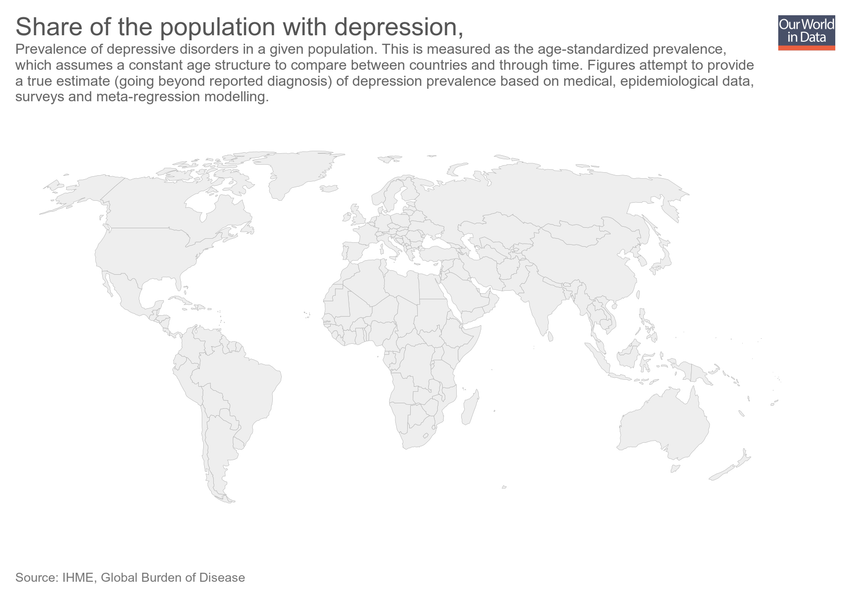 Share of the population with depression,
Our World
in Data
Prevalence of depressive disorders in a given population. This is measured as the age-standardized prevalence,
which assumes a constant age structure to compare between countries and through time. Figures attempt to provide
a true estimate (going beyond reported diagnosis) of depression prevalence based on medical, epidemiological data,
surveys and meta-regression modelling.
Source: IHME, Global Burden of Disease